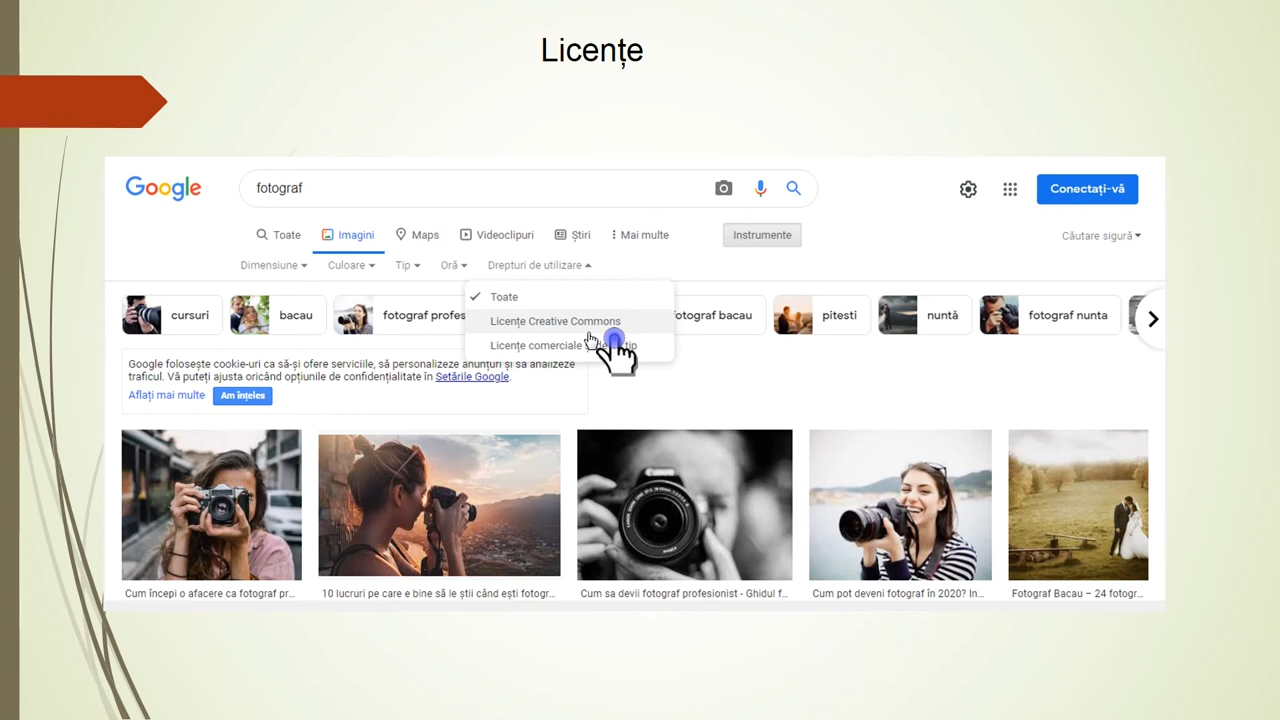 Licențe
Google
fotograf
Conectați-vă
Toate
Imagini
Maps
Videoclipuri
Știri
Mai multe
Instrumente
Căutare sigură
Dimensiune
Culoare
Tip
Oră
Drepturi de utilizare
Toate
Licențe Creative Commons
Licențe comerciale
tip
cursuri
bacau
fotograf
fotograf bacau
pitesti
nuntă
fotograf nunta
Google folosește cookie-uri ca să-și ofere serviciile, să personalizeze anunțuri și să analizeze
traficul. Vă puteți ajusta oricând opțiunile de confidențialitate în Setările Google.
Aflați mai multe
Am înțeles
Canon
Cum începi o afacere ca fotograf pr...
10 lucruri pe care e bine să le știi când ești fotogr...
Cum sa devii fotograf profesionist - Ghidul f...
Cum pot deveni fotograf în 2020? In...
Fotograf Bacau – 24 fotogr...